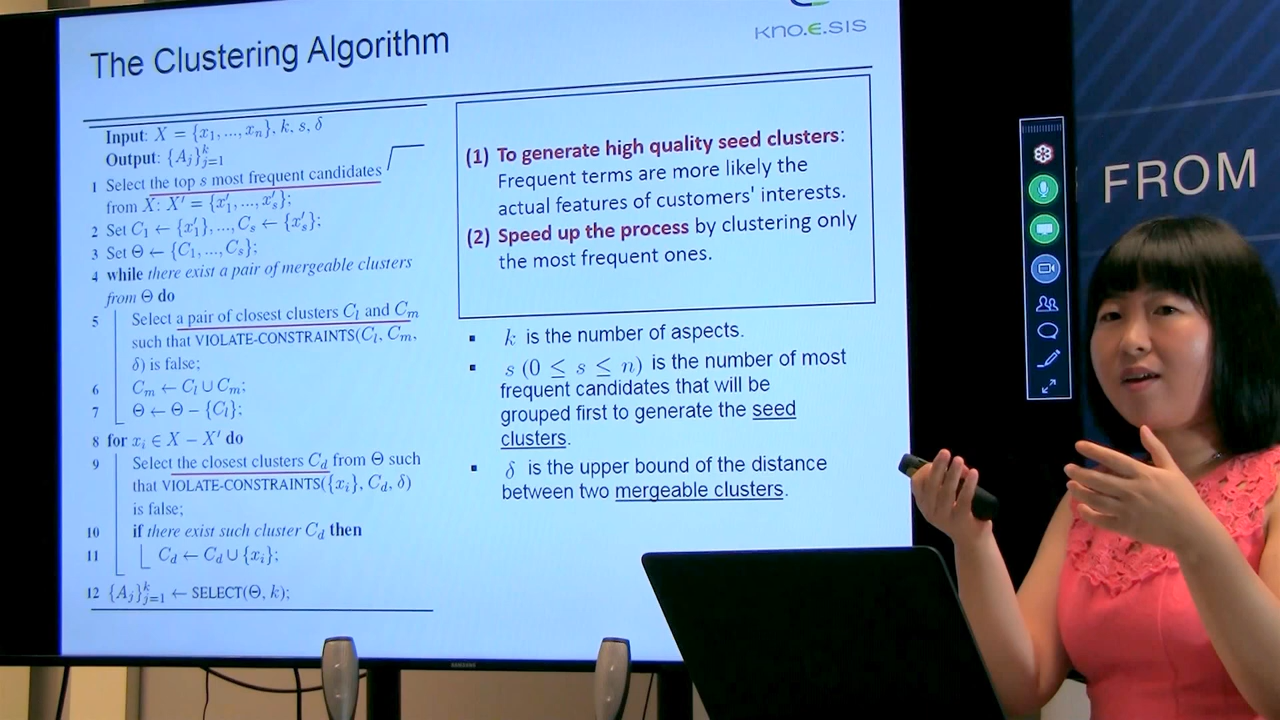 The Clustering Algorithm
KNO.E.SIS
Input: X = {x₁,...,xₙ}, k, s, δ
Output: {Aⱼ}ᵏⱼ₌₁
1 Select the top s most frequent candidates
from X: X′ = {x′₁,...,x′ₛ};
2 Set C₁ ← {x′₁},...,Cₛ ← {x′ₛ};
3 Set Θ ← {C₁,...,Cₛ};
4 while there exist a pair of mergeable clusters
from Θ do
5 Select a pair of closest clusters Cₗ and Cₘ
such that VIOLATE-CONSTRAINTS(Cₗ, Cₘ,
δ) is false;
6 Cₘ ← Cₗ ∪ Cₘ;
7 Θ ← Θ − {Cₗ};
8 for xᵢ ∈ X − X′ do
9 Select the closest clusters C_d from Θ such
that VIOLATE-CONSTRAINTS({xᵢ}, C_d, δ)
is false;
10 if there exist such cluster C_d then
11 C_d ← C_d ∪ {xᵢ};
12 {Aⱼ}ᵏⱼ₌₁ ← SELECT(Θ, k);
(1) To generate high quality seed clusters:
Frequent terms are more likely the
actual features of customers' interests.
(2) Speed up the process by clustering only
the most frequent ones.
▪ k is the number of aspects.
▪ s (0 ≤ s ≤ n) is the number of most
frequent candidates that will be
grouped first to generate the seed
clusters.
▪ δ is the upper bound of the distance
between two mergeable clusters.
FROM
SAMSUNG